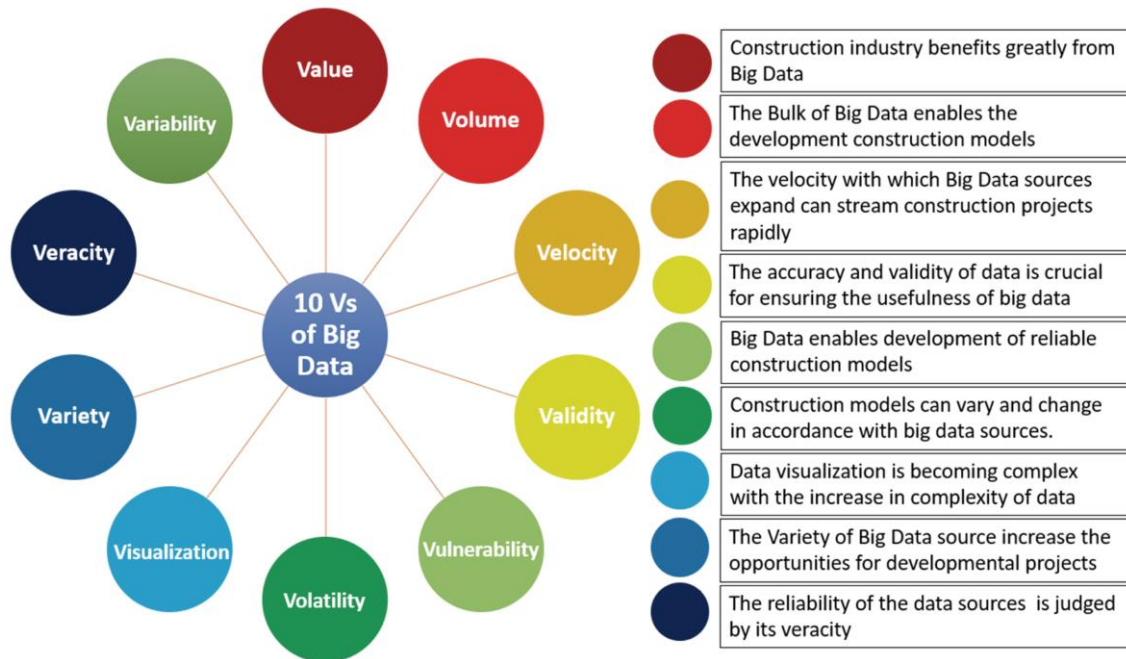 Value
Volume
Velocity
Validity
Vulnerability
Volatility
Visualization
Variety
Veracity
Variability
10 Vs
of Big
Data
Construction industry benefits greatly from
Big Data
The Bulk of Big Data enables the
development construction models
The velocity with which Big Data sources
expand can stream construction projects
rapidly
The accuracy and validity of data is crucial
for ensuring the usefulness of big data
Big Data enables development of reliable
construction models
Construction models can vary and change
in accordance with big data sources.
Data visualization is becoming complex
with the increase in complexity of data
The Variety of Big Data source increase the
opportunities for developmental projects
The reliability of the data sources is judged
by its veracity